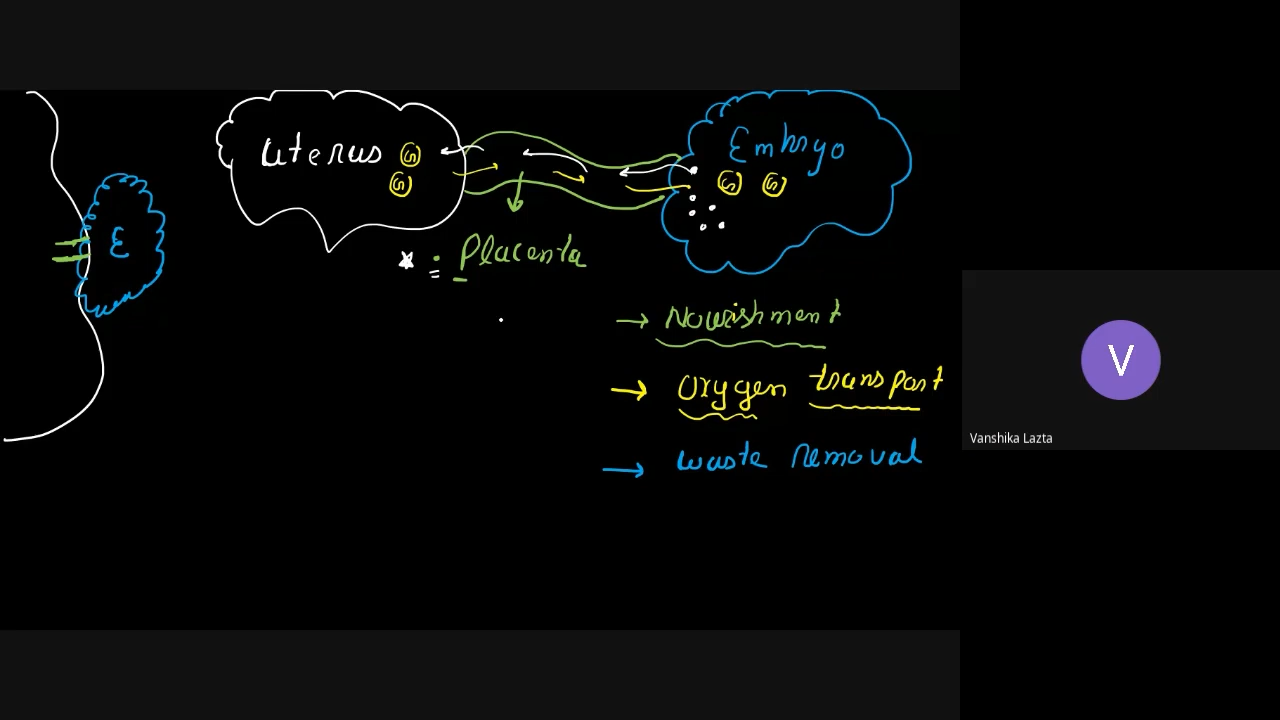 Uterus G
G
Embryo
G G
E
Placenta
→ Nourishment
→ Oxygen transport
→ waste removal
V
Vanshika Lazta